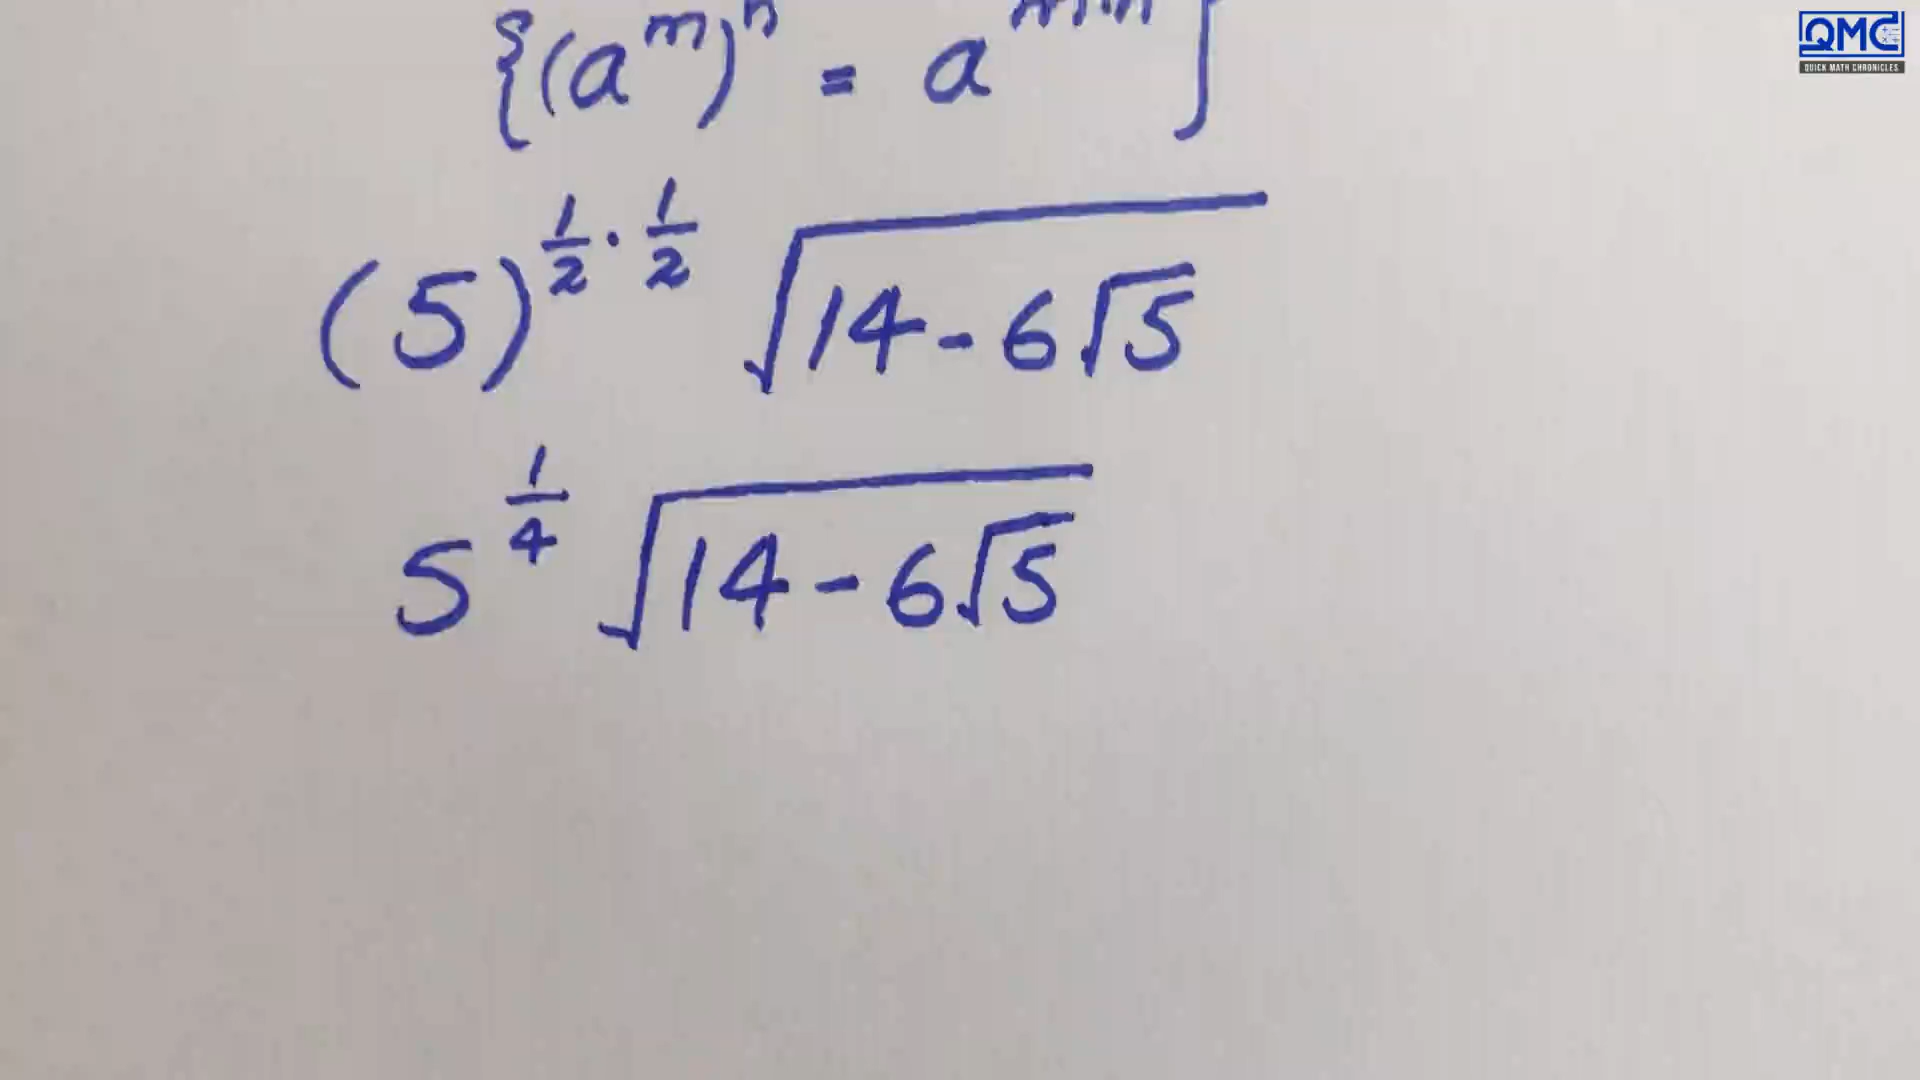 QMC
QUICK MATH CHRONICLES
{(a^m)^n = a^{m·n}}
(5)^{1/2 · 1/2} √(14 - 6√5)
5^{1/4} √(14 - 6√5)